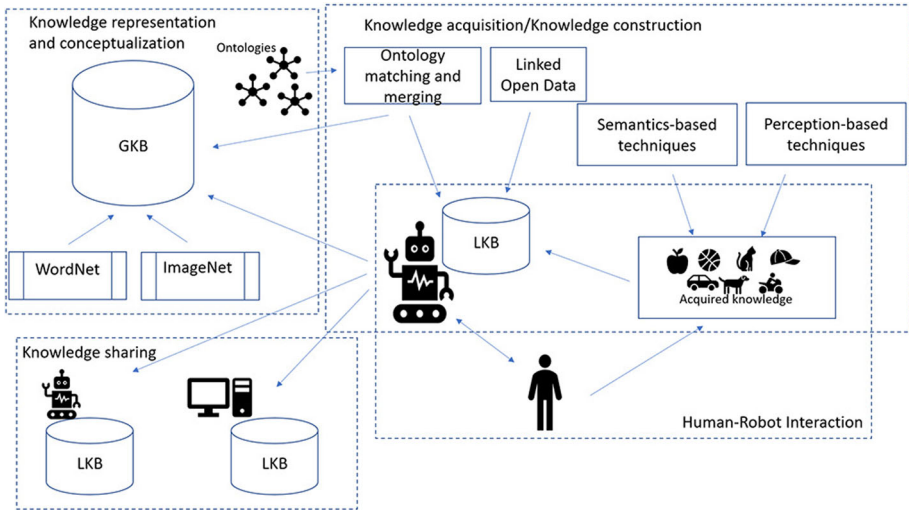 Knowledge representation
and conceptualization
Ontologies
GKB
WordNet
ImageNet
Knowledge acquisition/Knowledge construction
Ontology
matching and
merging
Linked
Open Data
Semantics-based
techniques
Perception-based
techniques
LKB
Acquired knowledge
Human-Robot Interaction
Knowledge sharing
LKB
LKB